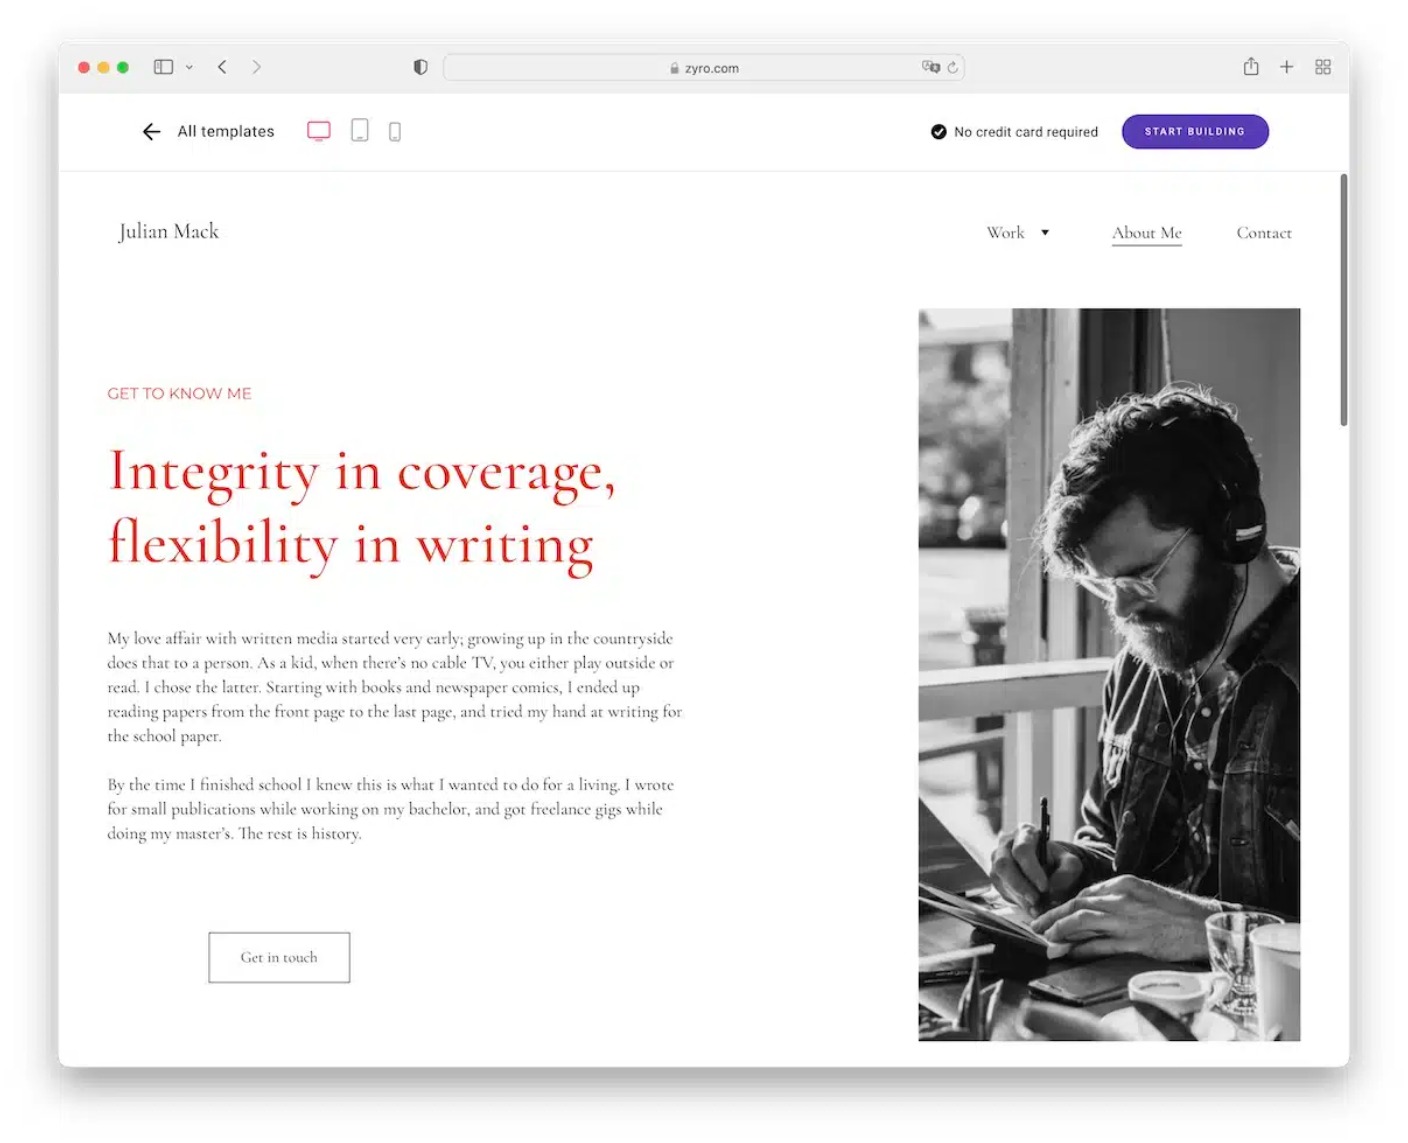 zyro.com
All templates
No credit card required
START BUILDING
Julian Mack
Work
About Me
Contact
GET TO KNOW ME
Integrity in coverage,
flexibility in writing
My love affair with written media started very early; growing up in the countryside
does that to a person. As a kid, when there's no cable TV, you either play outside or
read. I chose the latter. Starting with books and newspaper comics, I ended up
reading papers from the front page to the last page, and tried my hand at writing for
the school paper.
By the time I finished school I knew this is what I wanted to do for a living. I wrote
for small publications while working on my bachelor, and got freelance gigs while
doing my master's. The rest is history.
Get in touch